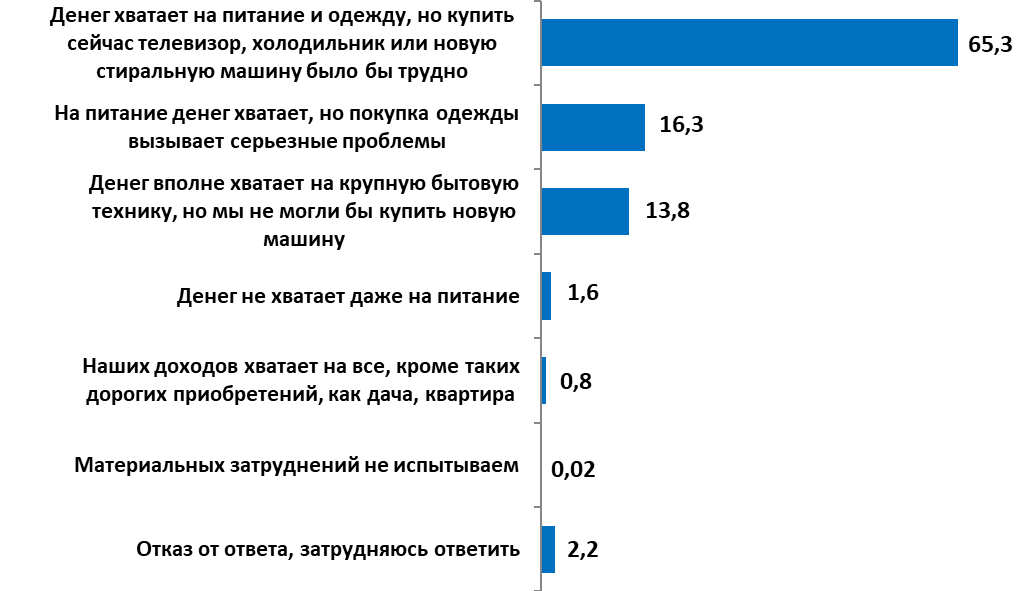 Денег хватает на питание и одежду, но купить
сейчас телевизор, холодильник или новую
стиральную машину было бы трудно
65,3
На питание денег хватает, но покупка одежды
вызывает серьезные проблемы
16,3
Денег вполне хватает на крупную бытовую
технику, но мы не могли бы купить новую
машину
13,8
Денег не хватает даже на питание
1,6
Наших доходов хватает на все, кроме таких
дорогих приобретений, как дача, квартира
0,8
Материальных затруднений не испытываем
0,02
Отказ от ответа, затрудняюсь ответить
2,2